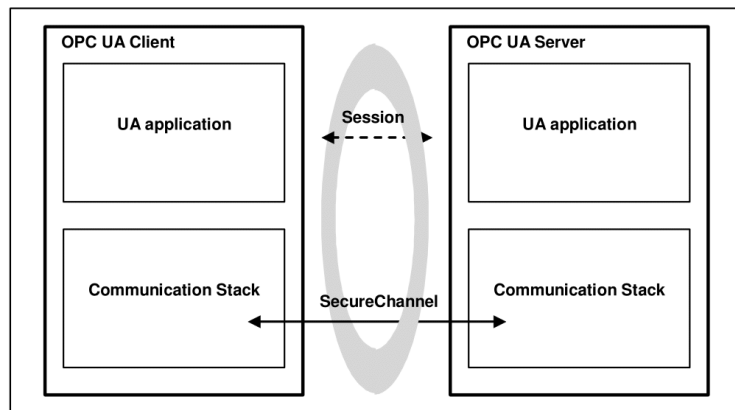 OPC UA Client
OPC UA Server
UA application
Session
UA application
Communication Stack
SecureChannel
Communication Stack